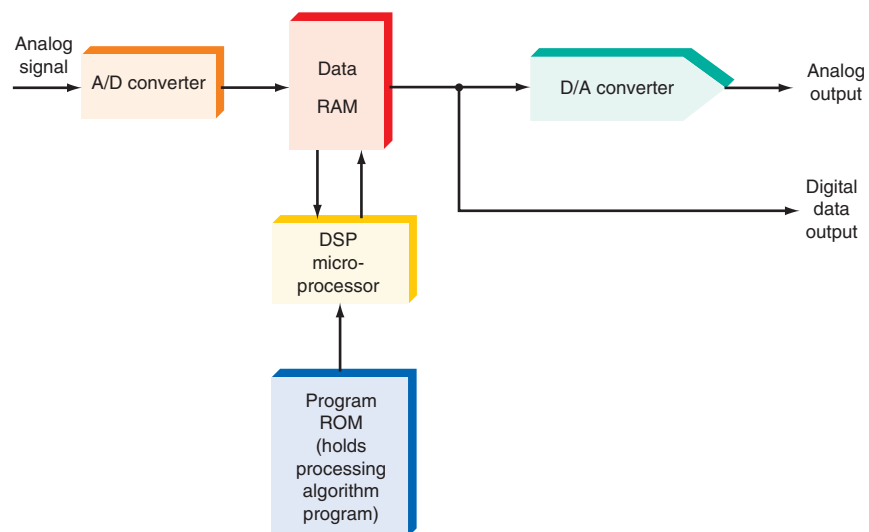 Analog
signal
A/D converter
Data
RAM
D/A converter
Analog
output
Digital
data
output
DSP
micro-
processor
Program
ROM
(holds
processing
algorithm
program)